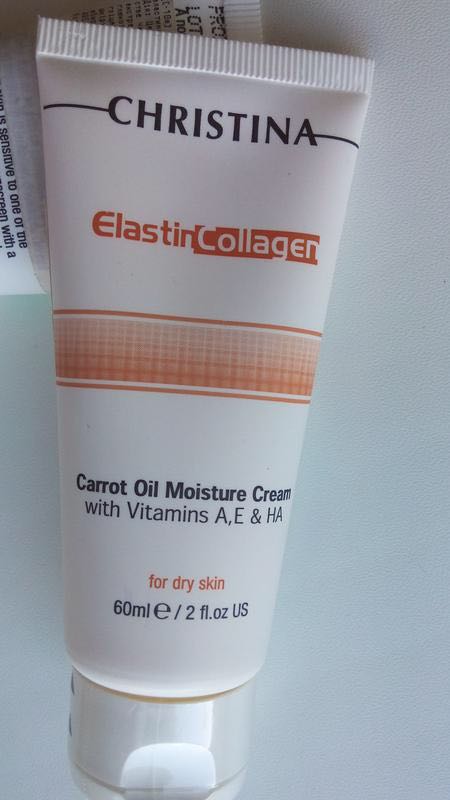 CHRISTINA
ElastinCollagen
Carrot Oil Moisture Cream
with Vitamins A,E & HA
for dry skin
60ml e / 2 fl.oz US
is sensitive to one of the
screen with a